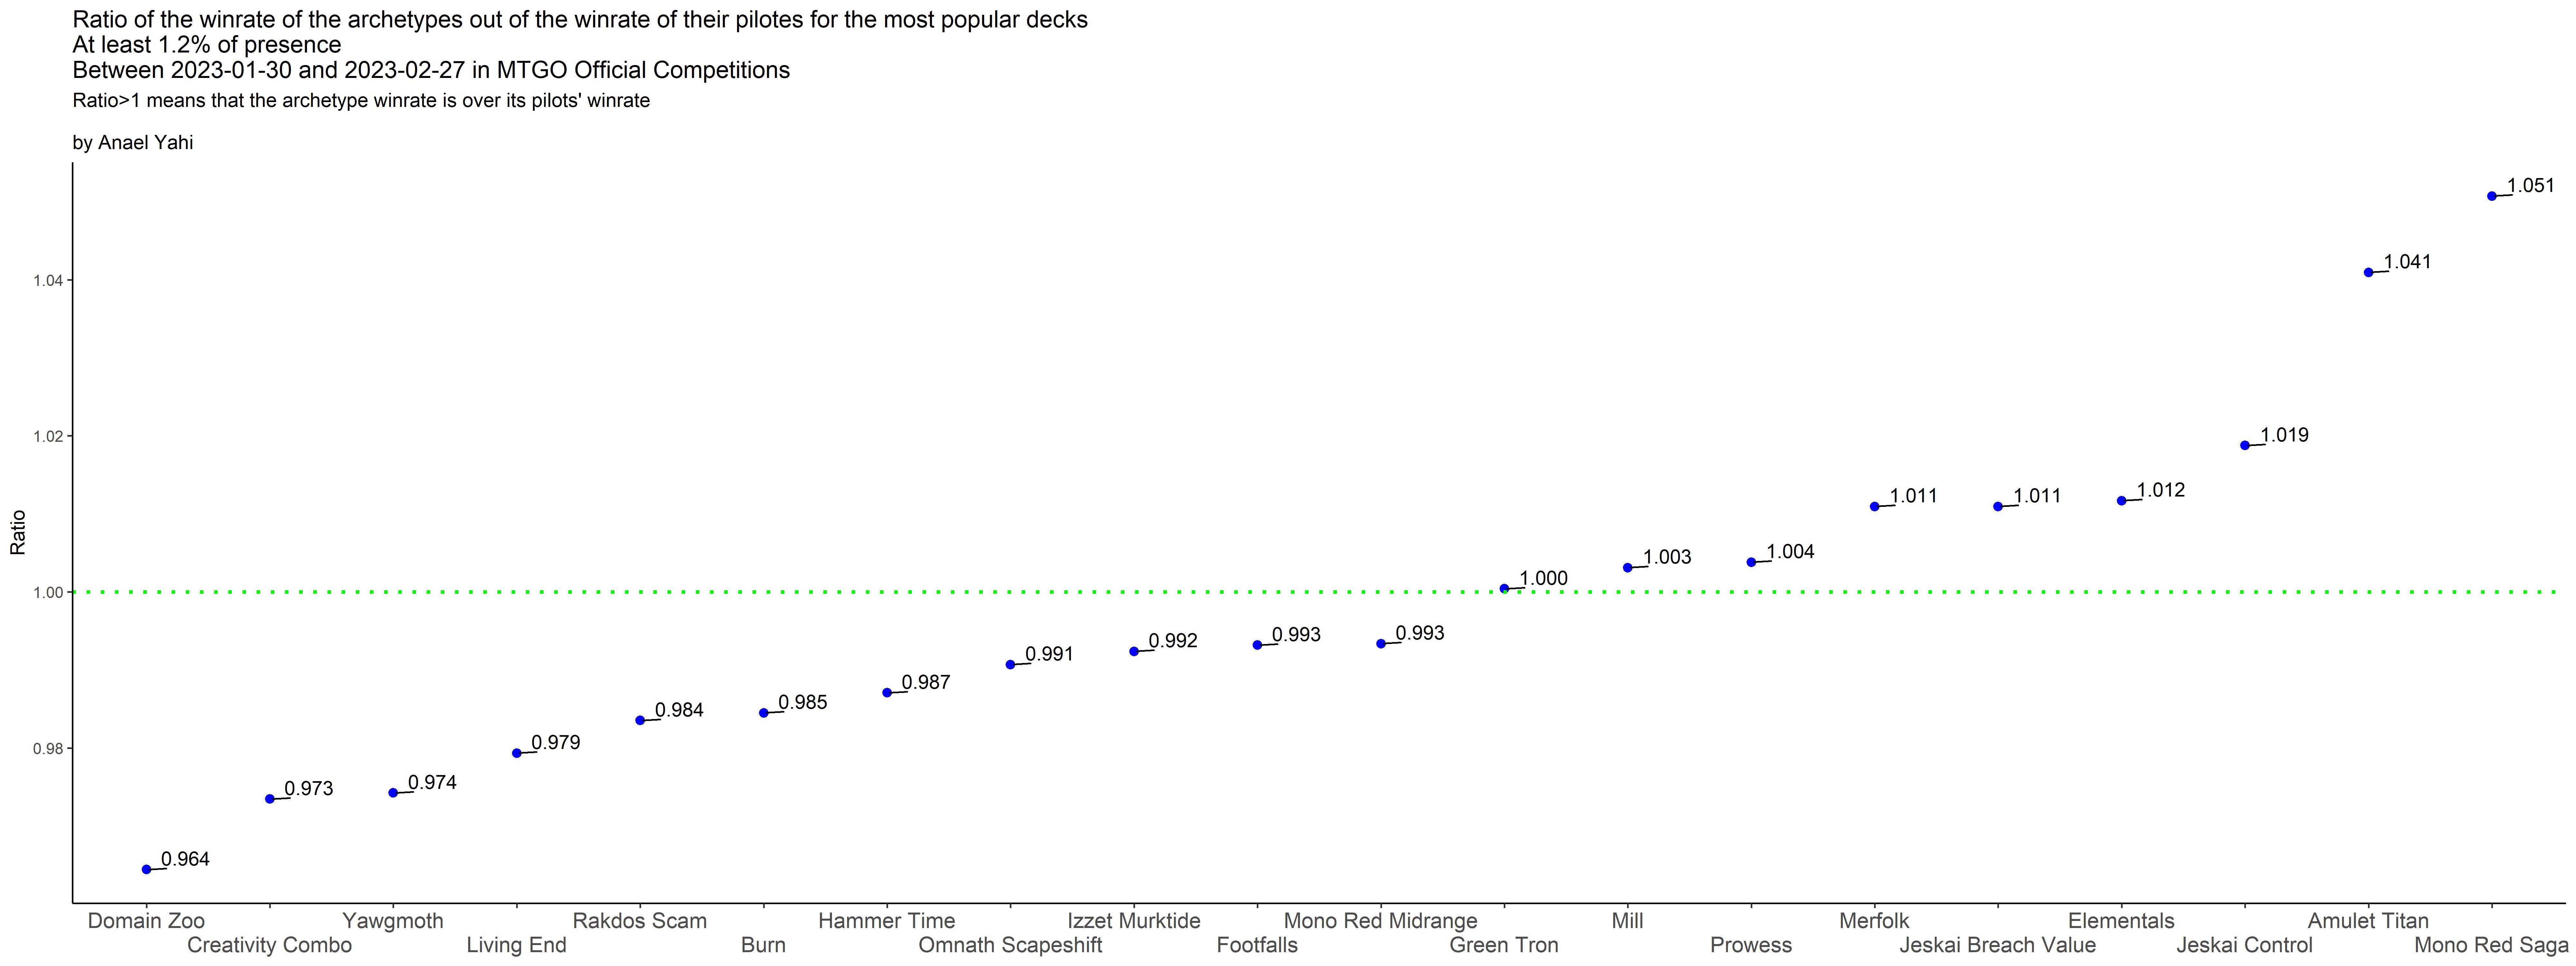 Ratio of the winrate of the archetypes out of the winrate of their pilotes for the most popular decks
At least 1.2% of presence
Between 2023-01-30 and 2023-02-27 in MTGO Official Competitions
Ratio>1 means that the archetype winrate is over its pilots' winrate
by Anael Yahi
Ratio
1.04
1.02
1.00
0.98
0.964
0.973
0.974
0.979
0.984
0.985
0.987
0.991
0.992
0.993
0.993
1.000
1.003
1.004
1.011
1.011
1.012
1.019
1.041
1.051
Domain Zoo
Creativity Combo
Yawgmoth
Living End
Rakdos Scam
Burn
Hammer Time
Omnath Scapeshift
Izzet Murktide
Footfalls
Mono Red Midrange
Green Tron
Mill
Prowess
Merfolk
Jeskai Breach Value
Elementals
Jeskai Control
Amulet Titan
Mono Red Saga